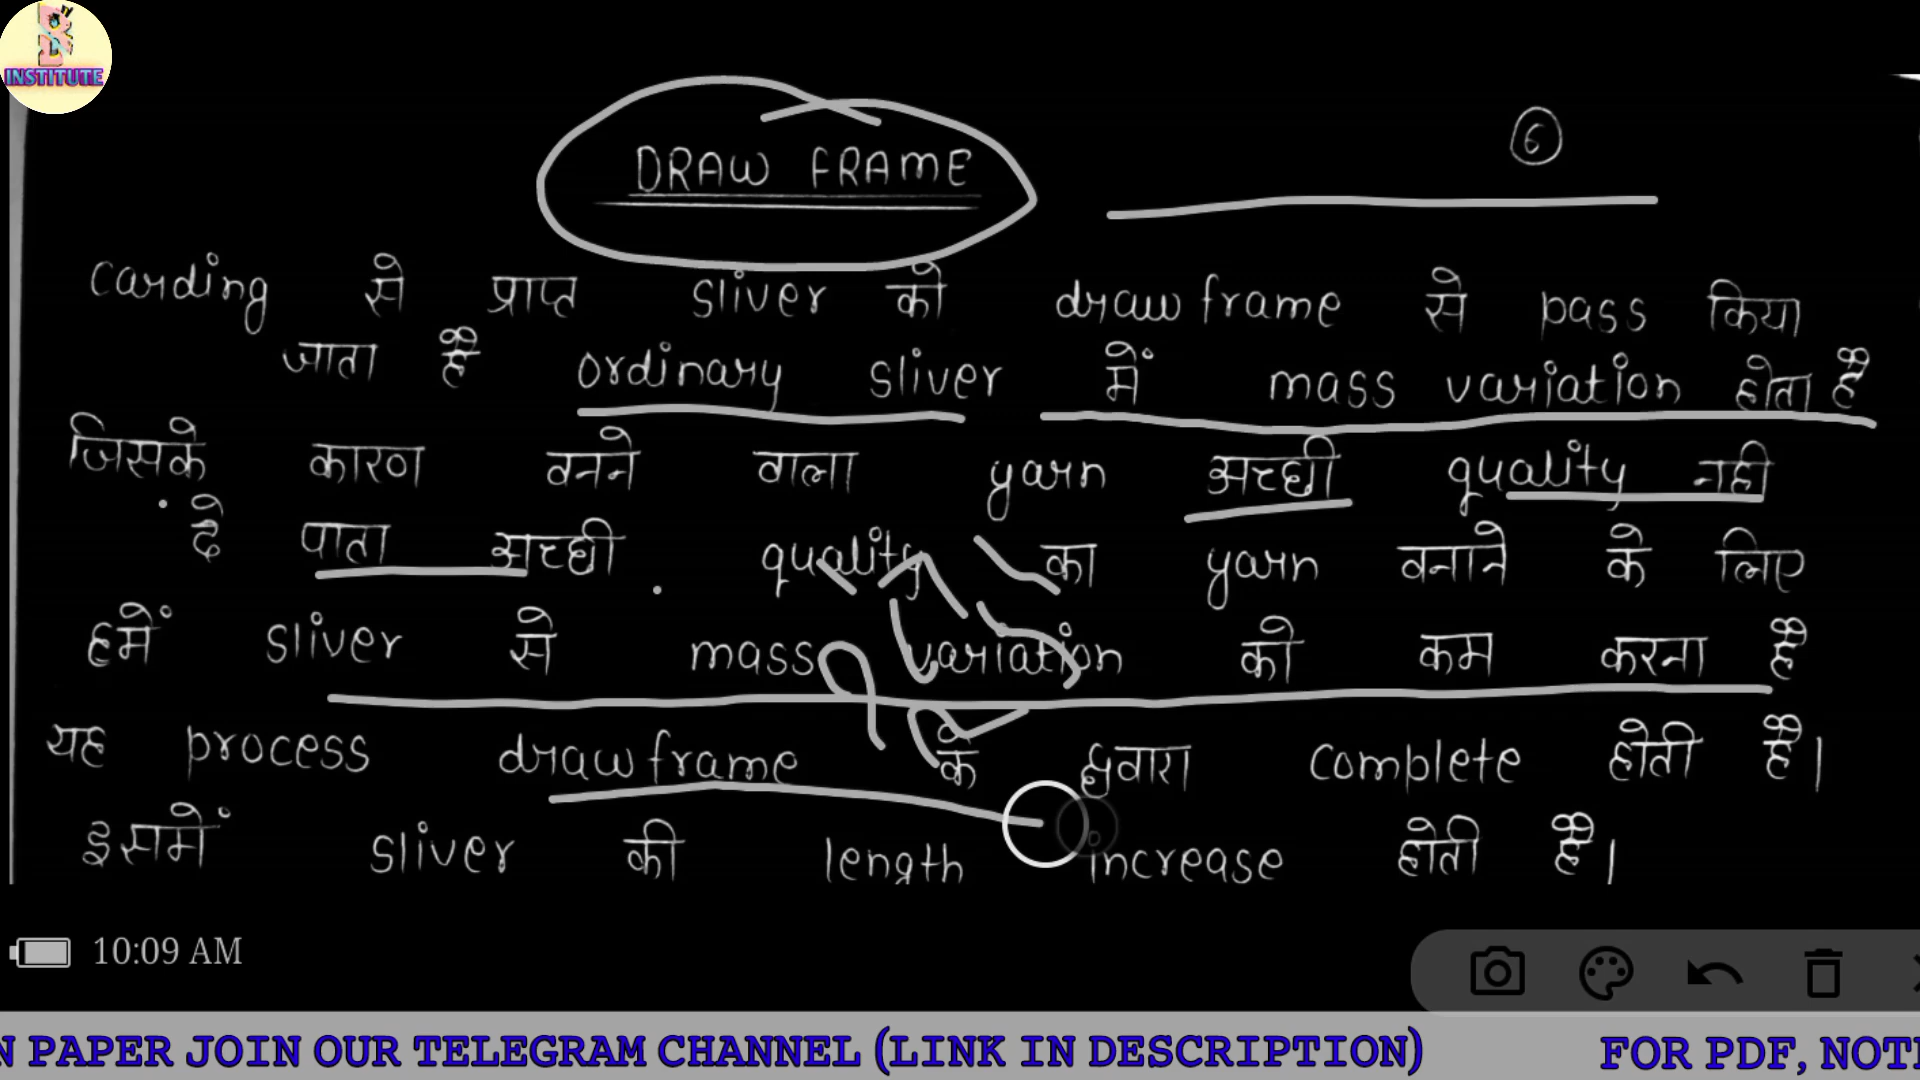 INSTITUTE
DRAW FRAME
6
carding से प्राप्त sliver को draw frame से pass किया
जाता है ordinary sliver में mass variation होता है
जिसके कारण बनने वाला yarn अच्छी quality नही
दे पाता अच्छी quality का yarn बनाने के लिए
हमें sliver से mass variation को कम करना है
यह process draw frame के द्वारा complete होती है।
इसमें sliver की length increase होती है।
10:09 AM
N PAPER JOIN OUR TELEGRAM CHANNEL (LINK IN DESCRIPTION) FOR PDF, NOT